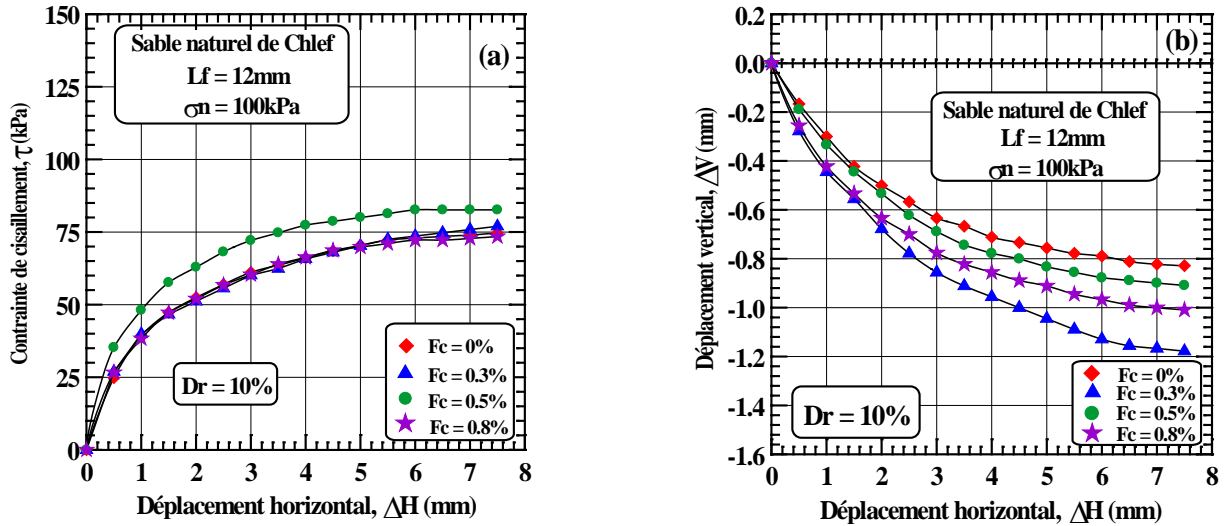 (a)
Sable naturel de Chlef
Lf = 12mm
σn = 100kPa
Contrainte de cisaillement, τ (kPa)
150
125
100
75
50
25
0
Fc = 0%
Fc = 0.3%
Fc = 0.5%
Fc = 0.8%
Dr = 10%
0 1 2 3 4 5 6 7 8
Déplacement horizontal, ΔH (mm)
(b)
Sable naturel de Chlef
Lf = 12mm
σn = 100kPa
Déplacement vertical, ΔV (mm)
0.2
0.0
-0.2
-0.4
-0.6
-0.8
-1.0
-1.2
-1.4
-1.6
Fc = 0%
Fc = 0.3%
Fc = 0.5%
Fc = 0.8%
Dr = 10%
0 1 2 3 4 5 6 7 8
Déplacement horizontal, ΔH (mm)